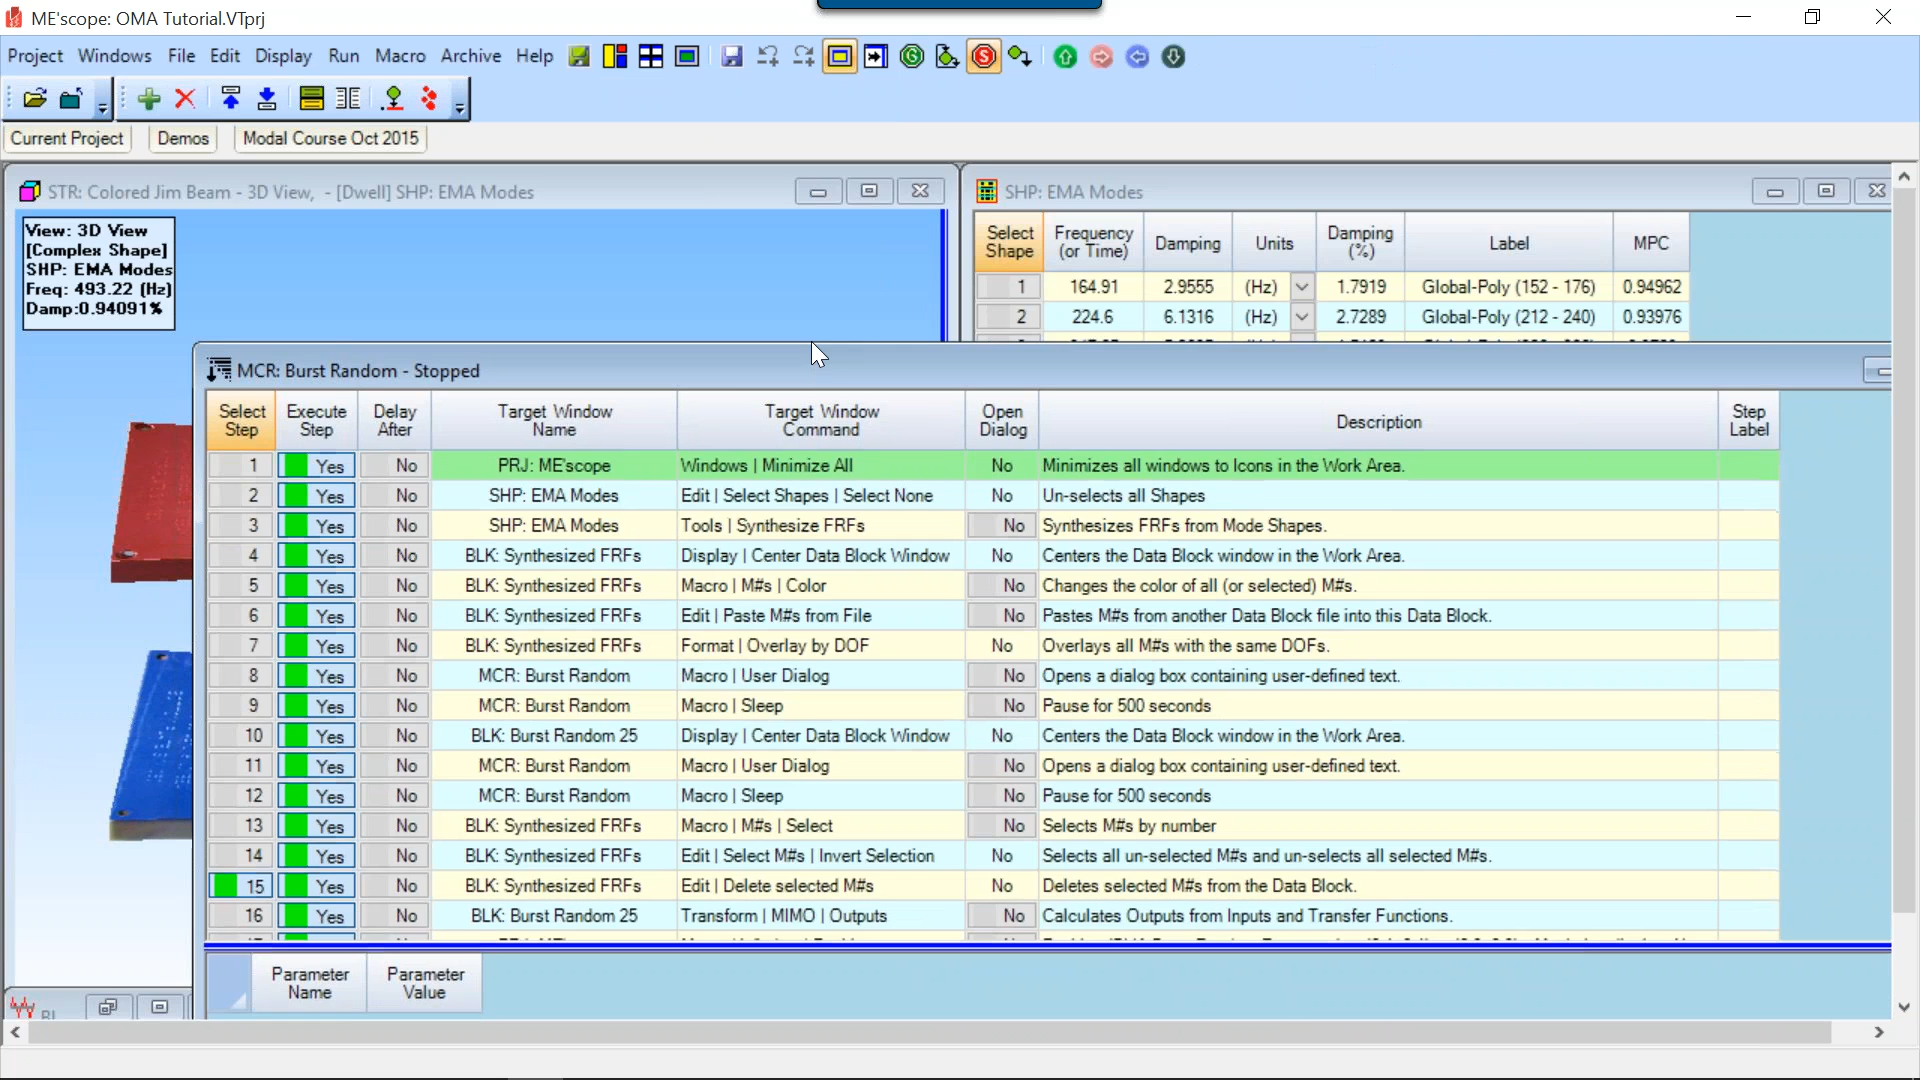 ME'scope: OMA Tutorial.VTprj
Project Windows File Edit Display Run Macro Archive Help
Current Project Demos Modal Course Oct 2015
STR: Colored Jim Beam - 3D View, - [Dwell] SHP: EMA Modes
View: 3D View
[Complex Shape]
SHP: EMA Modes
Freq: 493.22 (Hz)
Damp:0.94091%
SHP: EMA Modes
Select Shape Frequency (or Time) Damping Units Damping (%) Label MPC
1 164.91 2.9555 (Hz) 1.7919 Global-Poly (152 - 176) 0.94962
2 224.6 6.1316 (Hz) 2.7289 Global-Poly (212 - 240) 0.93976
MCR: Burst Random - Stopped
Select Step Execute Step Delay After Target Window Name Target Window Command Open Dialog Description Step Label
1 Yes No PRJ: ME'scope Windows | Minimize All No Minimizes all windows to Icons in the Work Area.
2 Yes No SHP: EMA Modes Edit | Select Shapes | Select None No Un-selects all Shapes
3 Yes No SHP: EMA Modes Tools | Synthesize FRFs No Synthesizes FRFs from Mode Shapes.
4 Yes No BLK: Synthesized FRFs Display | Center Data Block Window No Centers the Data Block window in the Work Area.
5 Yes No BLK: Synthesized FRFs Macro | M#s | Color No Changes the color of all (or selected) M#s.
6 Yes No BLK: Synthesized FRFs Edit | Paste M#s from File No Pastes M#s from another Data Block file into this Data Block.
7 Yes No BLK: Synthesized FRFs Format | Overlay by DOF No Overlays all M#s with the same DOFs.
8 Yes No MCR: Burst Random Macro | User Dialog No Opens a dialog box containing user-defined text.
9 Yes No MCR: Burst Random Macro | Sleep No Pause for 500 seconds
10 Yes No BLK: Burst Random 25 Display | Center Data Block Window No Centers the Data Block window in the Work Area.
11 Yes No MCR: Burst Random Macro | User Dialog No Opens a dialog box containing user-defined text.
12 Yes No MCR: Burst Random Macro | Sleep No Pause for 500 seconds
13 Yes No BLK: Synthesized FRFs Macro | M#s | Select No Selects M#s by number
14 Yes No BLK: Synthesized FRFs Edit | Select M#s | Invert Selection No Selects all un-selected M#s and un-selects all selected M#s.
15 Yes No BLK: Synthesized FRFs Edit | Delete selected M#s No Deletes selected M#s from the Data Block.
16 Yes No BLK: Burst Random 25 Transform | MIMO | Outputs No Calculates Outputs from Inputs and Transfer Functions.
Parameter Name Parameter Value